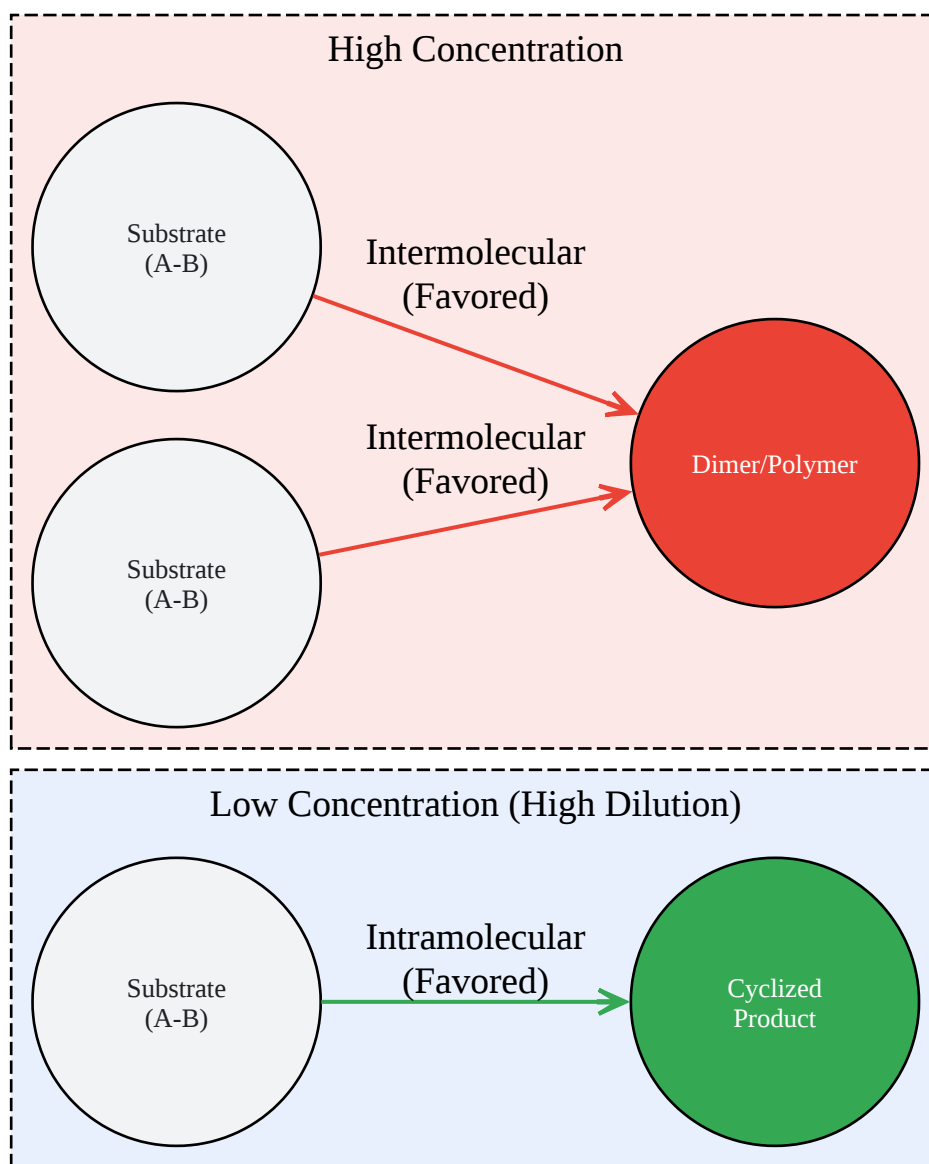 High Concentration
Substrate
(A-B)
Intermolecular
(Favored)
Intermolecular
(Favored)
Dimer/Polymer
Substrate
(A-B)
Low Concentration (High Dilution)
Substrate
(A-B)
Intramolecular
(Favored)
Cyclized
Product